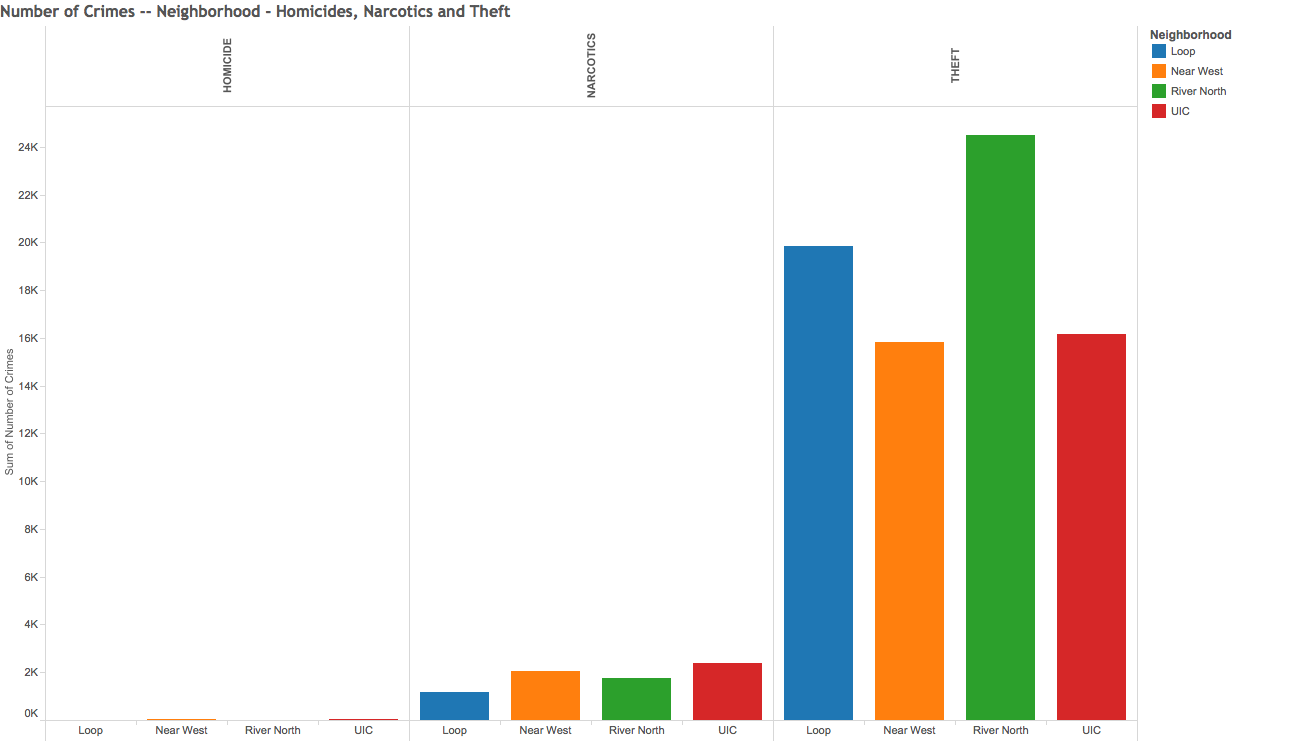 Number of Crimes -- Neighborhood - Homicides, Narcotics and Theft
HOMICIDE
NARCOTICS
THEFT
Neighborhood
Loop
Near West
River North
UIC
Sum of Number of Crimes
24K
22K
20K
18K
16K
14K
12K
10K
8K
6K
4K
2K
0K
Loop Near West River North UIC Loop Near West River North UIC Loop Near West River North UIC